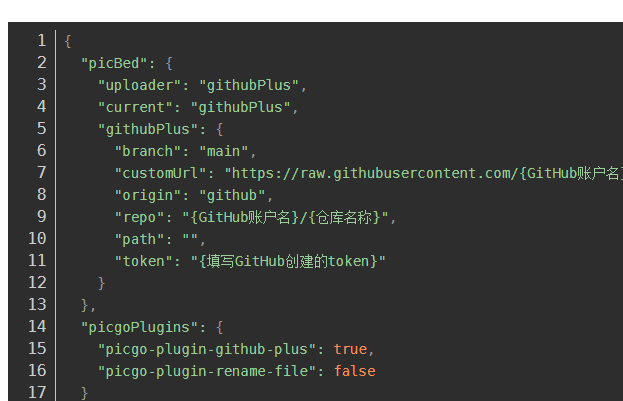 1 {
2   "picBed": {
3     "uploader": "githubPlus",
4     "current": "githubPlus",
5     "githubPlus": {
6       "branch": "main",
7       "customUrl": "https://raw.githubusercontent.com/{GitHub账户名}
8       "origin": "github",
9       "repo": "{GitHub账户名}/{仓库名称}",
10       "path": "",
11       "token": "{填写GitHub创建的token}"
12     }
13   },
14   "picgoPlugins": {
15     "picgo-plugin-github-plus": true,
16     "picgo-plugin-rename-file": false
17   }